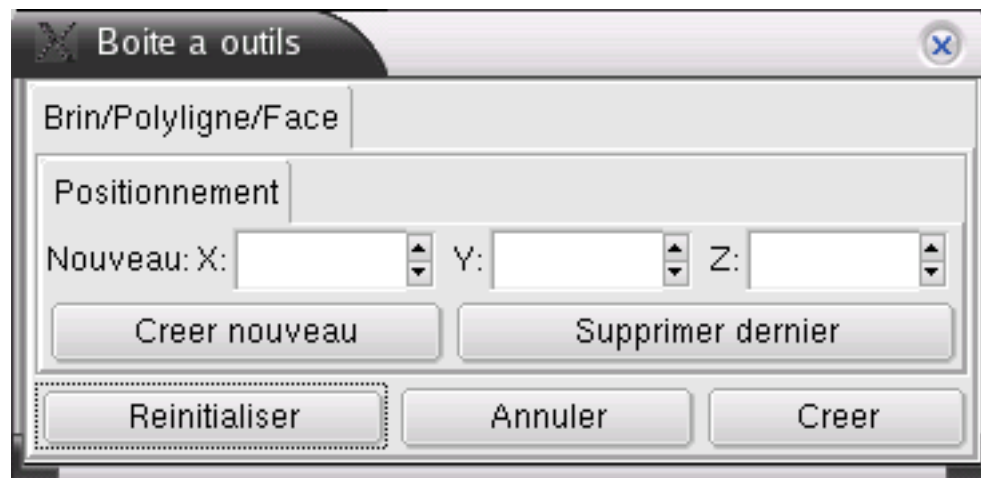 Boite a outils
Brin/Polyligne/Face
Positionnement
Nouveau: X: Y: Z:
Creer nouveau Supprimer dernier
Reinitialiser Annuler Creer